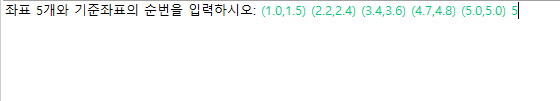 좌표 5개와 기준좌표의 순번을 입력하시오: (1.0,1.5) (2.2,2.4) (3.4,3.6) (4.7,4.8) (5.0,5.0) 5